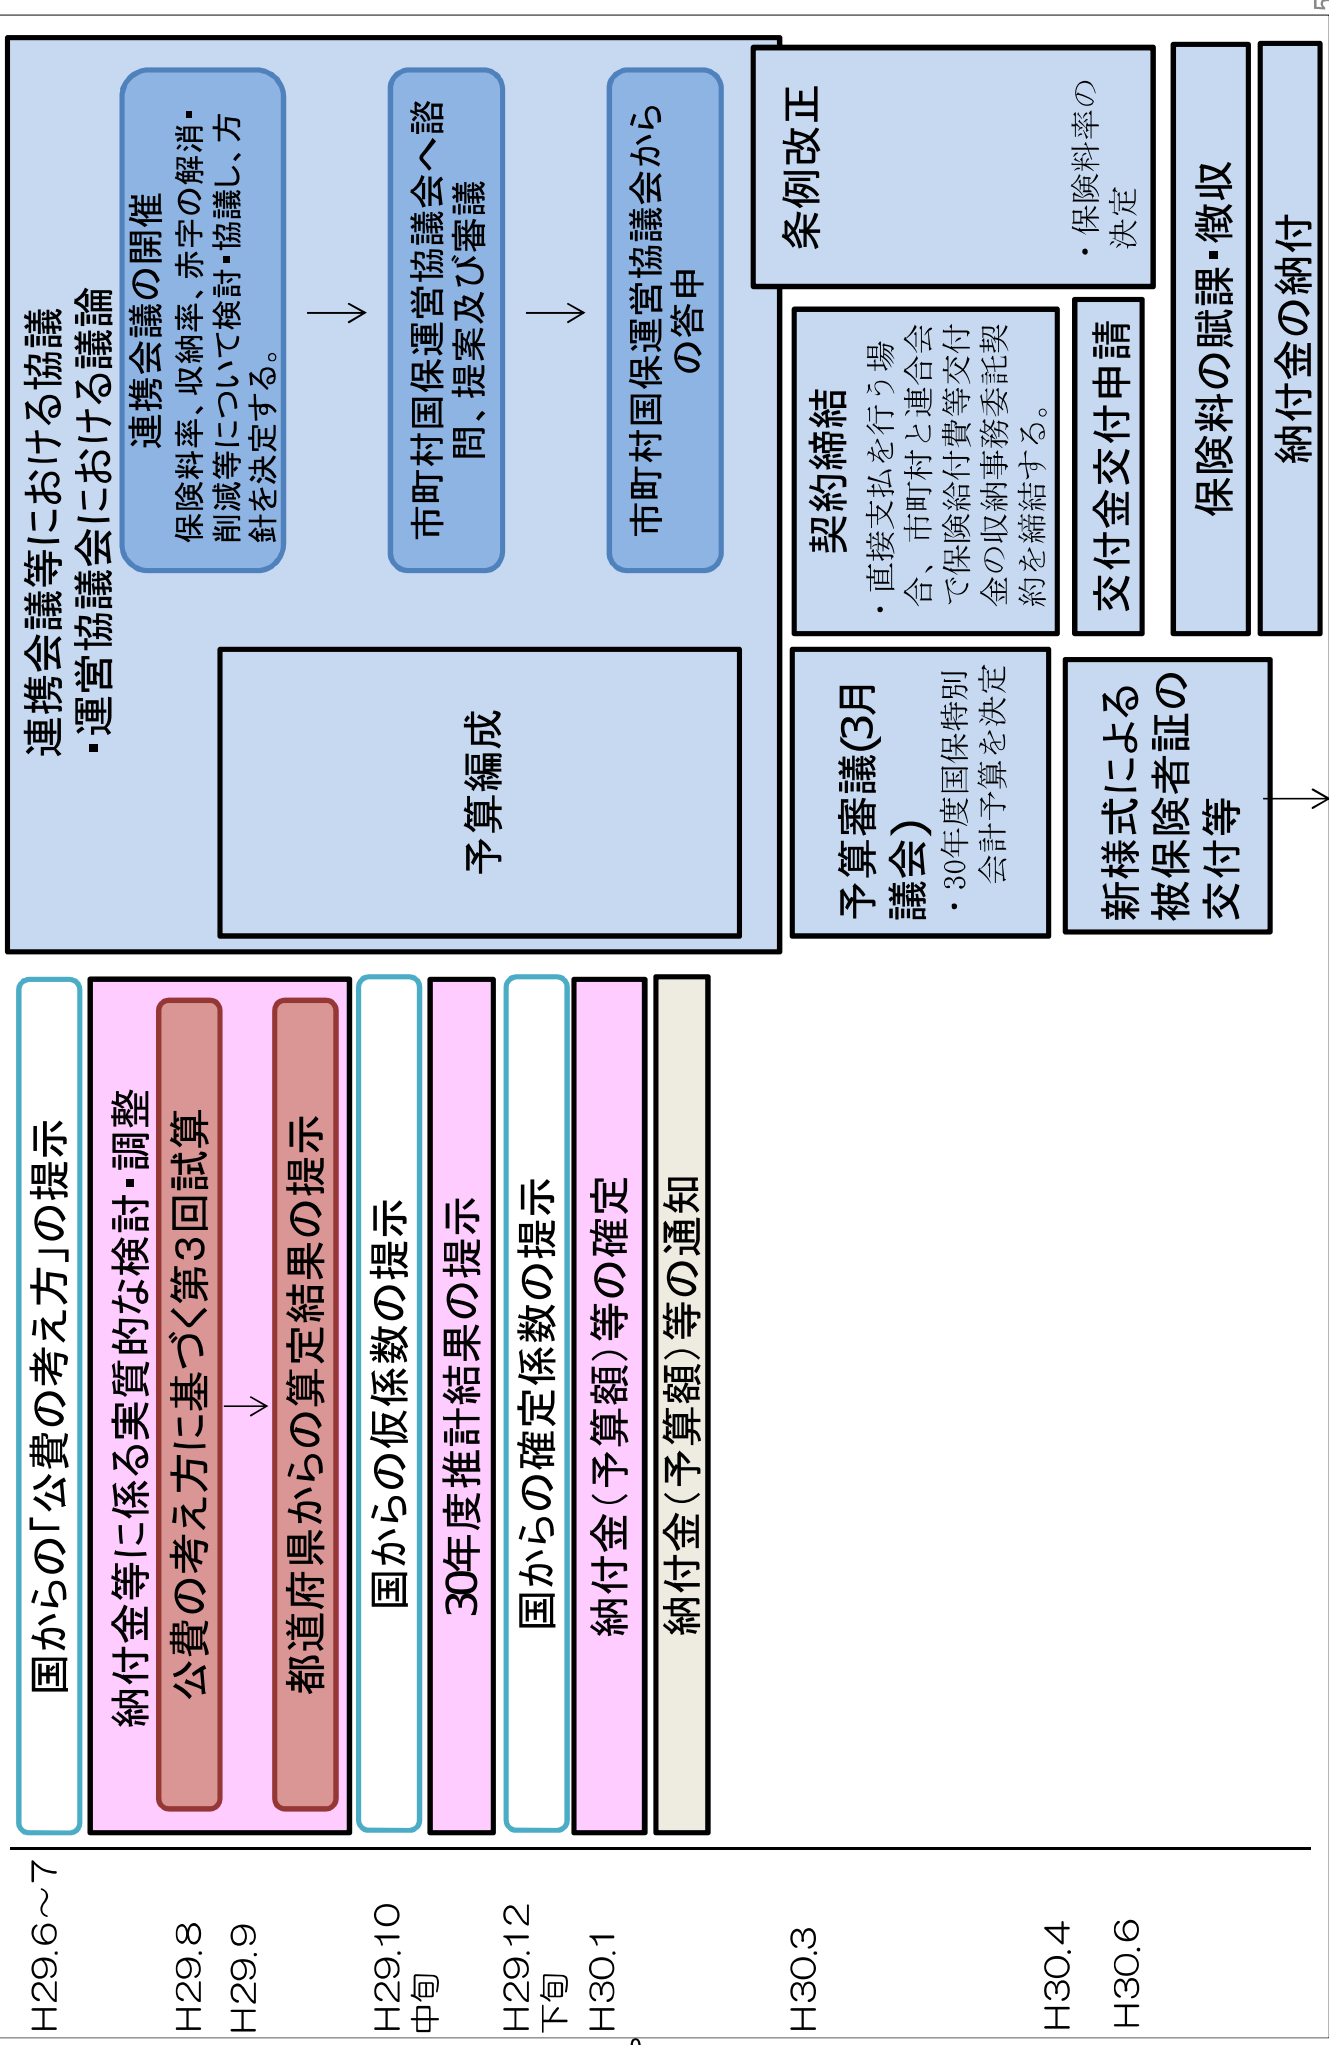 H29.6～7
H29.8
H29.9
H29.10
中旬
H29.12
下旬
H30.1
H30.3
H30.4
H30.6
国からの「公費の考え方」の提示
納付金等に係る実質的な検討・調整
公費の考え方に基づく第3回試算
都道府県からの算定結果の提示
国からの仮係数の提示
30年度推計結果の提示
国からの確定係数の提示
納付金(予算額)等の確定
納付金(予算額)等の通知
連携会議等における協議
・運営協議会における議論
連携会議の開催
保険料率、収納率、赤字の解消・
削減等について検討・協議し、方
針を決定する。
市町村国保運営協議会へ諮
問、提案及び審議
市町村国保運営協議会から
の答申
予算編成
予算審議(3月
議会)
・30年度国保特別
会計予算を決定
契約締結
・直接支払を行う場
合、市町村と連合会
で保険給付費等交付
金の収納事務委託契
約を締結する。
条例改正
・保険料率の
決定
新様式による
被保険者証の
交付等
交付金交付申請
保険料の賦課・徴収
納付金の納付
5